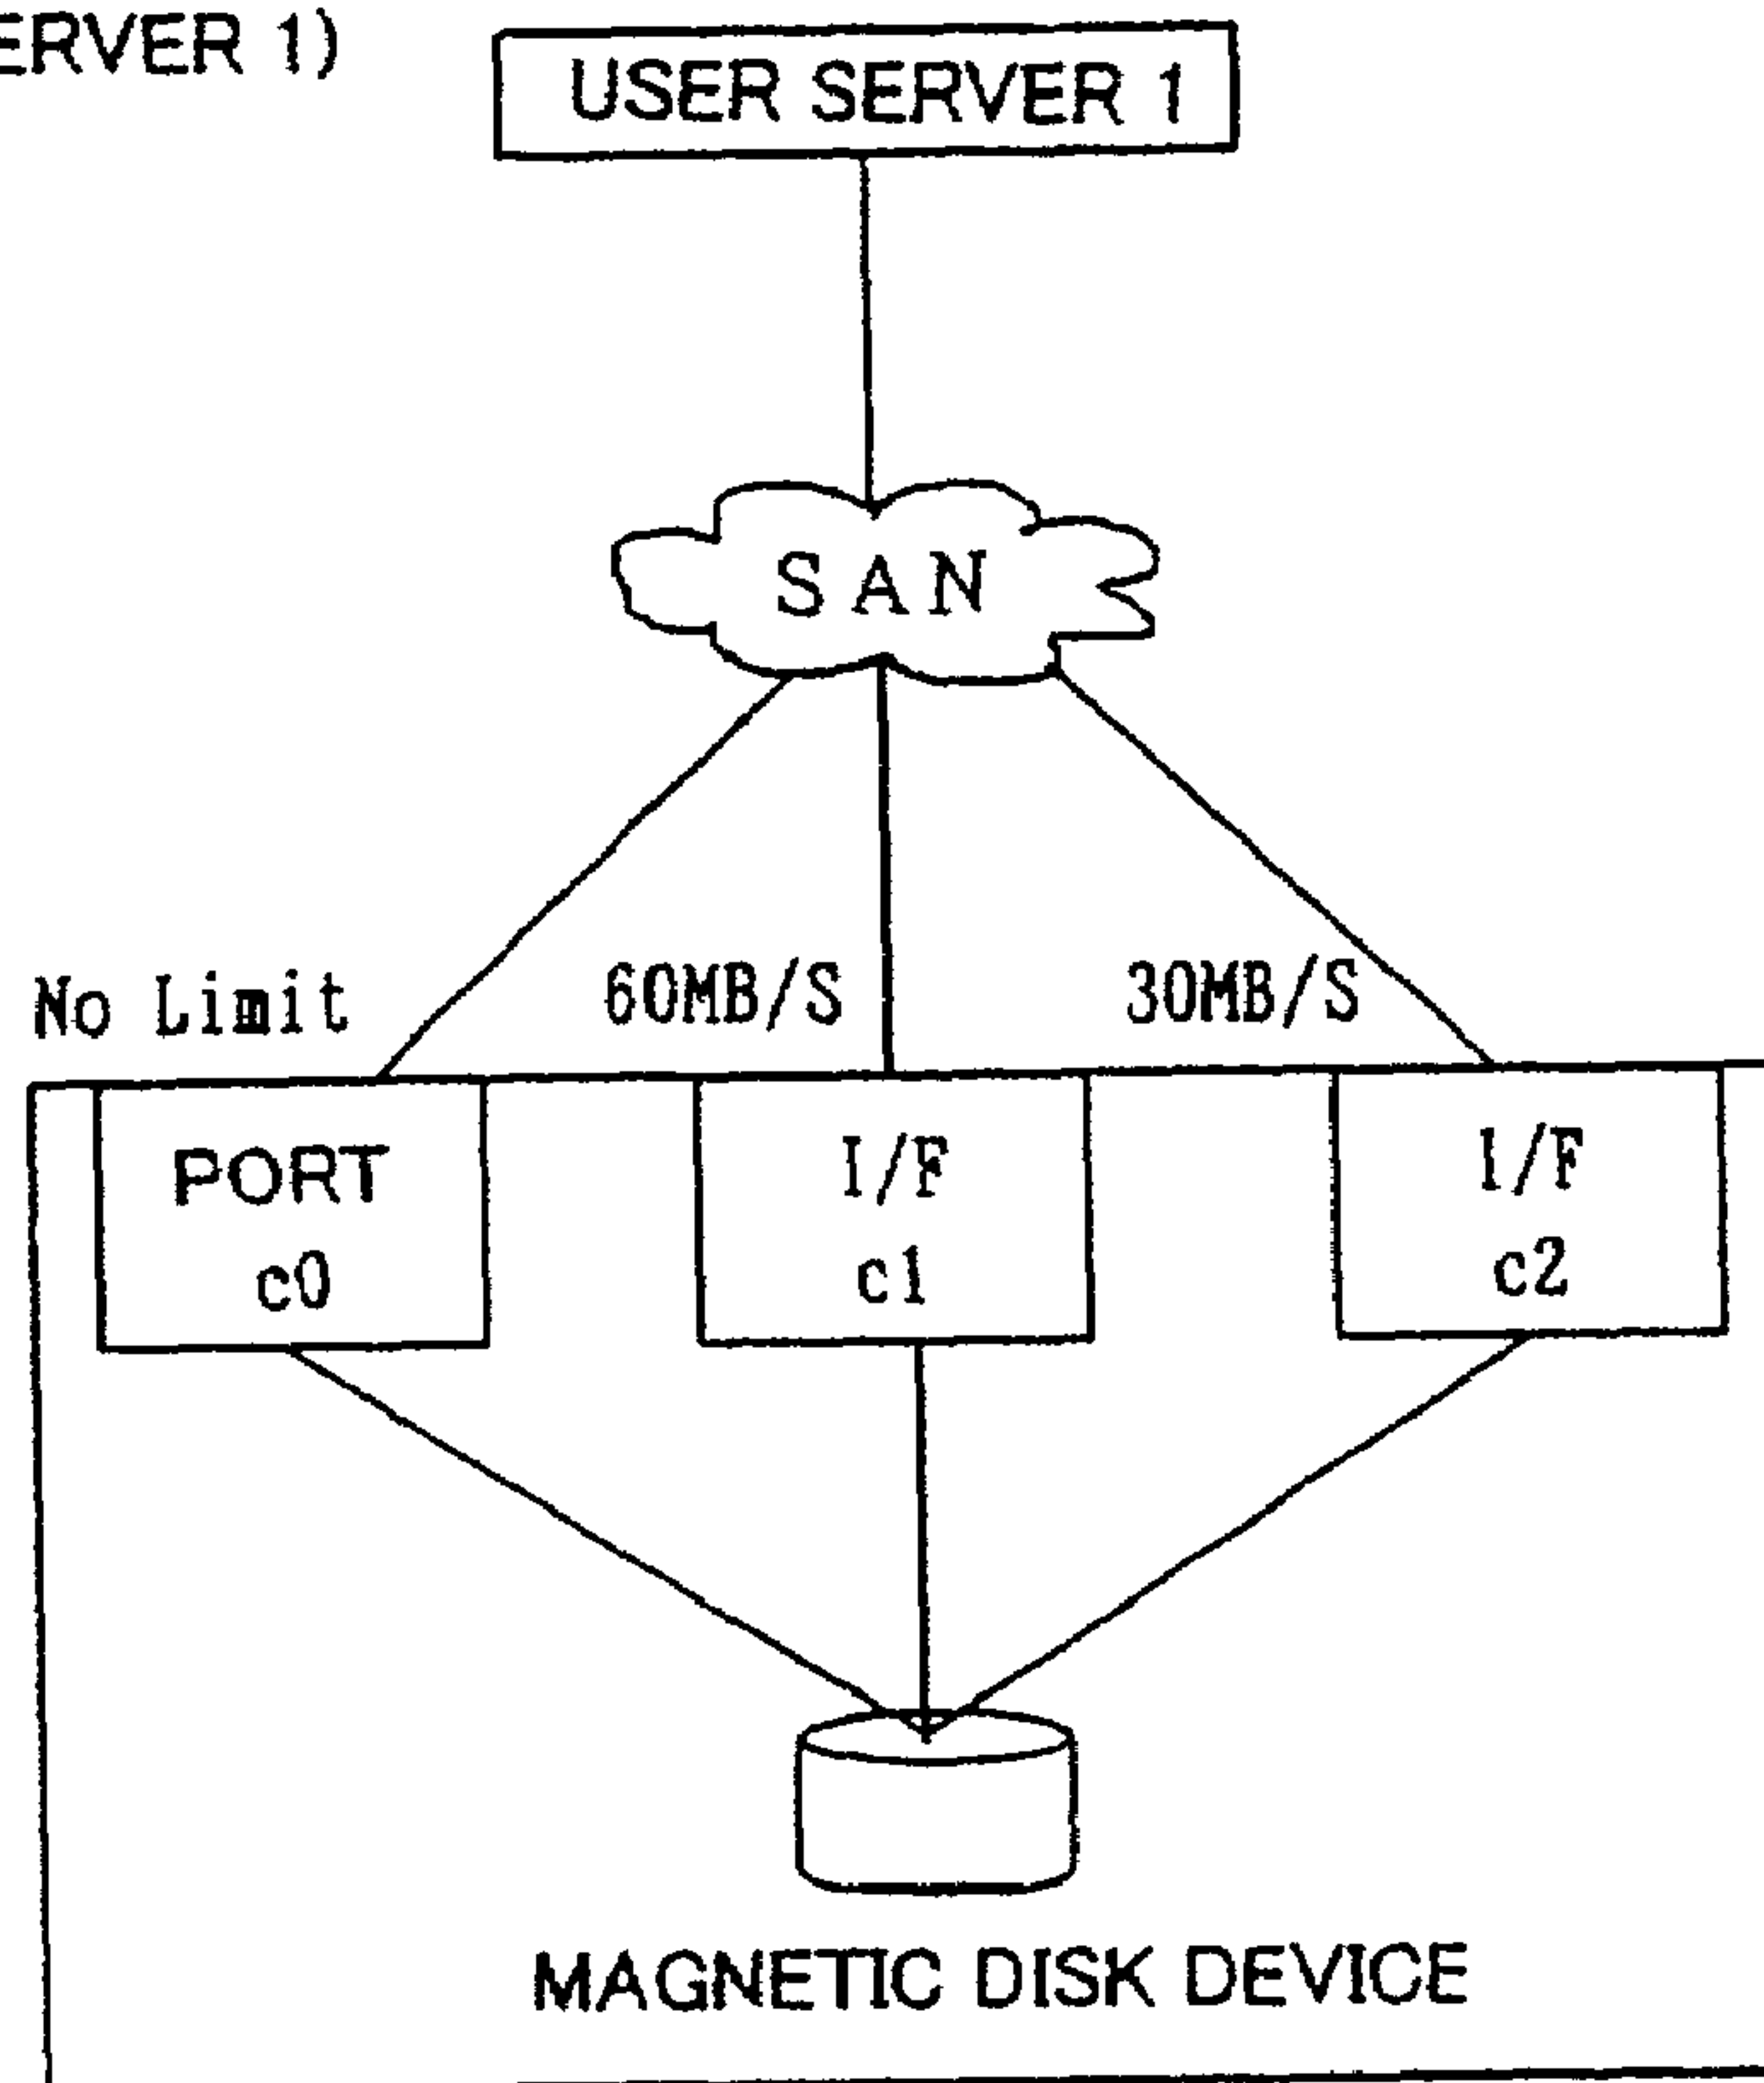 ERVER 1)
USER SERVER 1
SAN
No Limit
60MB/S
30MB/S
PORT
c0
I/F
c1
I/F
c2
MAGNETIC DISK DEVICE